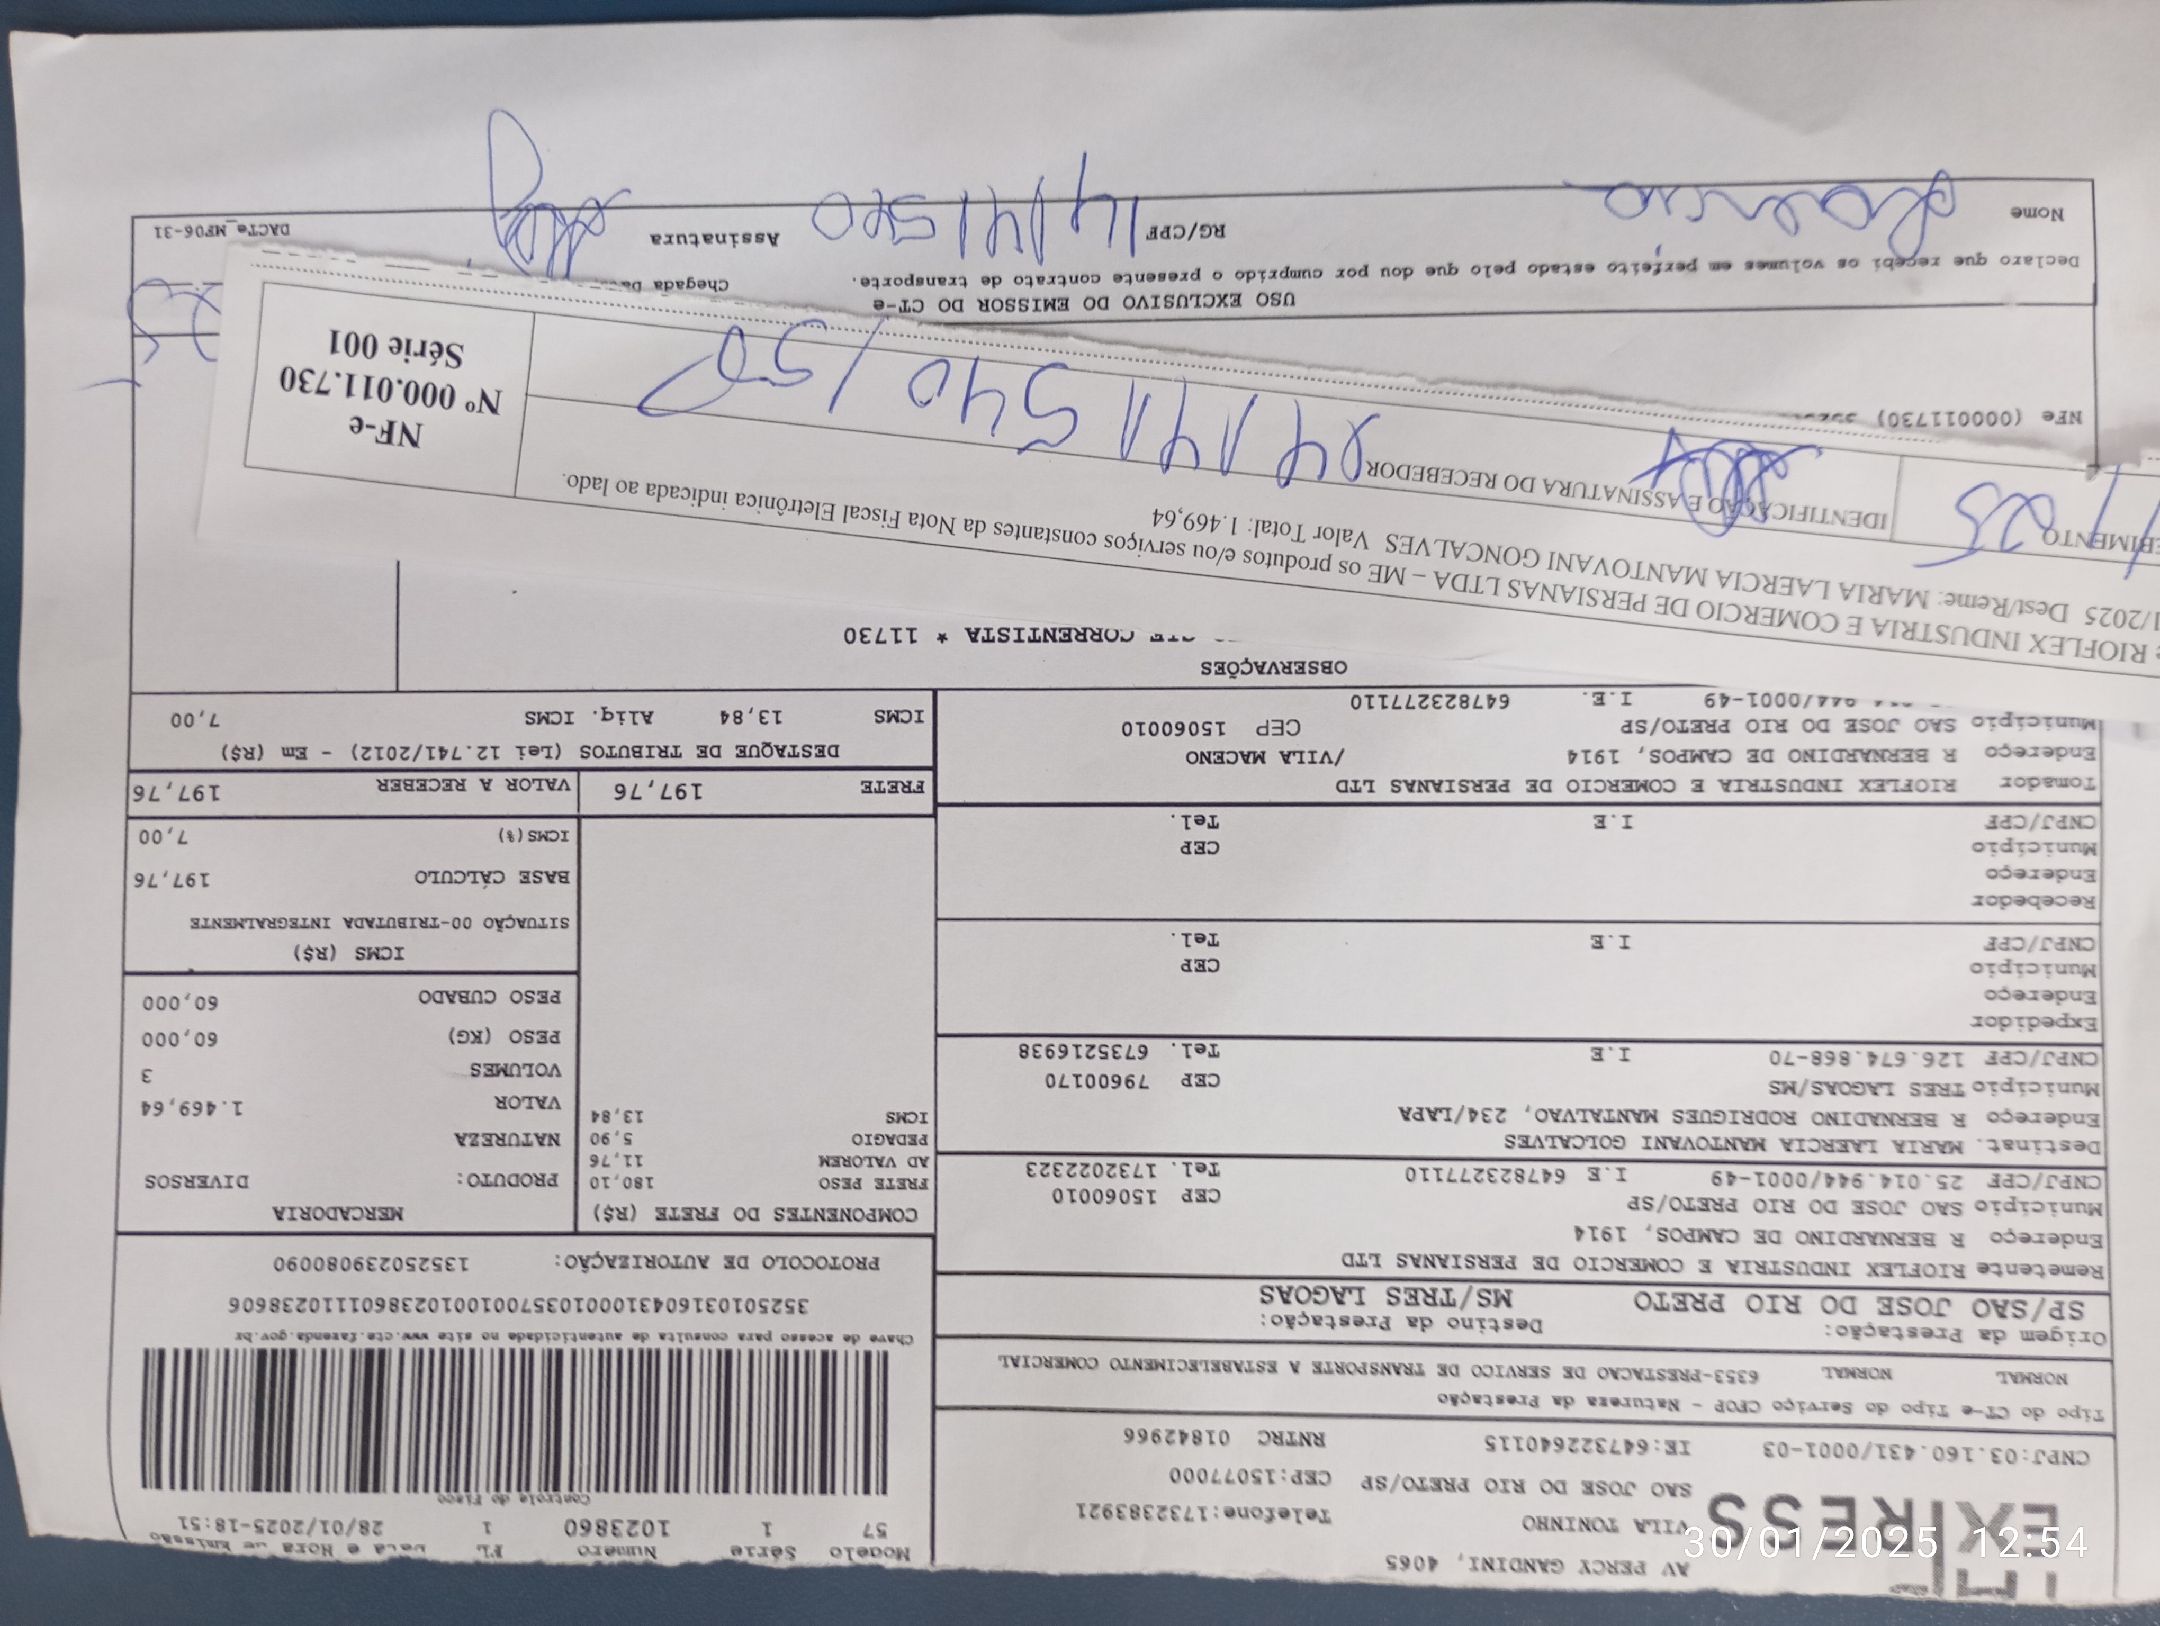 AV PERCY GANDINI, 4065
VILA TONINHO
Telefone:1732383921
SAO JOSE DO RIO PRETO/SP
CEP:15077000
CNPJ:03.160.431/0001-03
IE:647322640115
RNTRC 01842966
EXPRESS
Modelo Série Numero FL Data e Hora de Emissão
57 1 1023860 1 28/01/2025-18:51
Controle do Fisco
Tipo do CT-e Tipo do Serviço CFOP - Natureza da Prestação
NORMAL NORMAL 6353-PRESTACAO DE SERVICO DE TRANSPORTE A ESTABELECIMENTO COMERCIAL
Chave de acesso para consulta de autenticidade no site www.cte.fazenda.gov.br
35250103160431000103570010010238601110238606
Origem da Prestação: Destino da Prestação:
SP/SAO JOSE DO RIO PRETO MS/TRES LAGOAS
PROTOCOLO DE AUTORIZAÇÃO: 135250239080090
Remetente RIOFLEX INDUSTRIA E COMERCIO DE PERSIANAS LTD
Endereço R BERNARDINO DE CAMPOS, 1914
Município SAO JOSE DO RIO PRETO/SP CEP 15060010
CNPJ/CPF 25.014.944/0001-49 I.E 647823277110 Tel. 1732022323
Destinat. MARIA LAERCIA MANTOVANI GOLCALVES
Endereço R BERNADINO RODRIGUES MANTALVAO, 234/LAPA
Município TRES LAGOAS/MS CEP 79600170
CNPJ/CPF 126.674.868-70 I.E Tel. 6735216938
Expedidor
Endereço
Município CEP
CNPJ/CPF I.E Tel.
Recebedor
Endereço
Município CEP
CNPJ/CPF I.E Tel.
Tomador RIOFLEX INDUSTRIA E COMERCIO DE PERSIANAS LTD
Endereço R BERNARDINO DE CAMPOS, 1914 /VILA MACENO
Município SAO JOSE DO RIO PRETO/SP CEP 15060010
944/0001-49 I.E. 647823277110
COMPONENTES DO FRETE (R$)
FRETE PESO 180,10
AD VALOREM 11,76
PEDAGIO 5,90
ICMS 13,84
MERCADORIA
PRODUTO: DIVERSOS
NATUREZA
VALOR 1.469,64
VOLUMES 3
PESO (KG) 60,000
PESO CUBADO 60,000
ICMS (R$)
SITUAÇÃO 00-TRIBUTADA INTEGRALMENTE
BASE CÁLCULO 197,76
ICMS(%) 7,00
FRETE 197,76 VALOR A RECEBER 197,76
DESTAQUE DE TRIBUTOS (Lei 12.741/2012) - Em (R$)
ICMS 13,84 Aliq. ICMS 7,00
OBSERVAÇÕES
CORRENTISTA * 11730
RIOFLEX INDUSTRIA E COMERCIO DE PERSIANAS LTDA – ME os produtos e/ou serviços constantes da Nota Fiscal Eletrônica indicada ao lado.
/2025 Dest/Reme: MARIA LAERCIA MANTOVANI GONCALVES Valor Total: 1.469,64
IDENTIFICAÇÃO E ASSINATURA DO RECEBEDOR
25
NF-e
Nº 000.011.730
Série 001
NFe (000011730)
USO EXCLUSIVO DO EMISSOR DO CT-e
Declaro que recebi os volumes em perfeito estado pelo que dou por cumprido o presente contrato de transporte.
Chegada
Nome Laercia RG/CPF 14141540 Assinatura
DACTe_MF06-31
30/01/2025 12:54